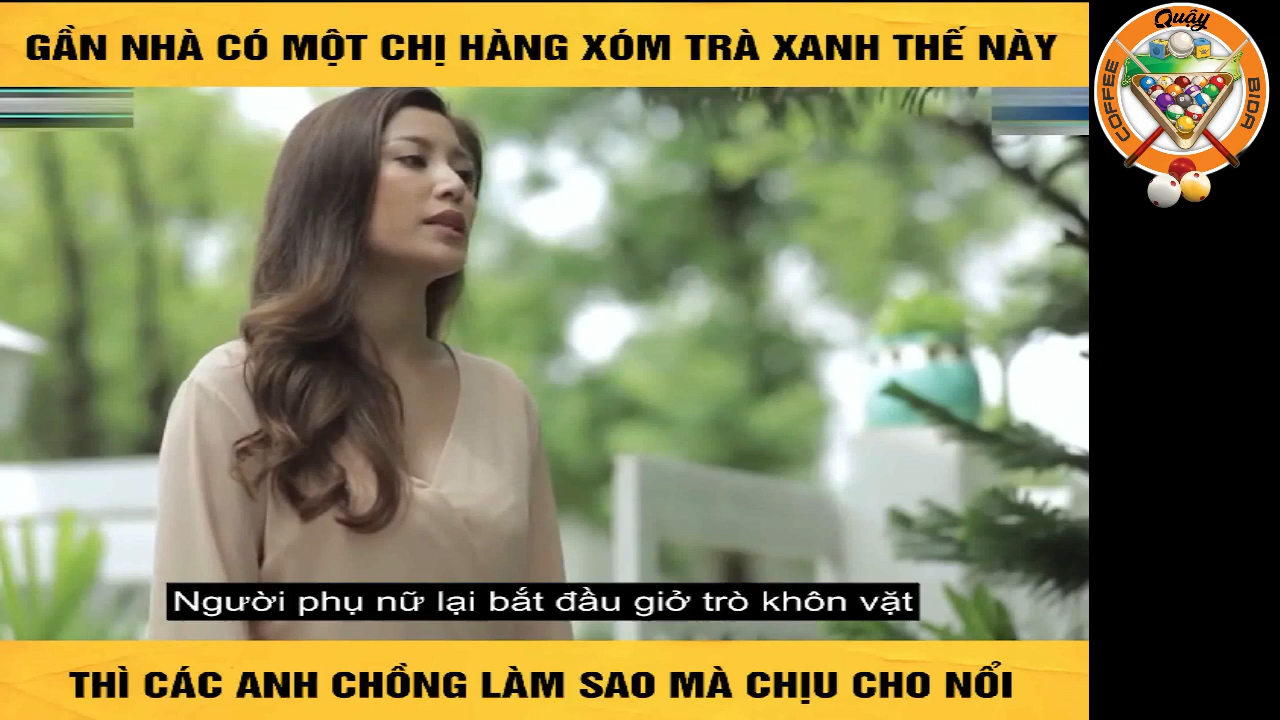 GẦN NHÀ CÓ MỘT CHỊ HÀNG XÓM TRÀ XANH THẾ NÀY
Quậy
COFFEE
BIDA
Người phụ nữ lại bắt đầu giở trò khôn vặt
THÌ CÁC ANH CHỒNG LÀM SAO MÀ CHỊU CHO NỔI